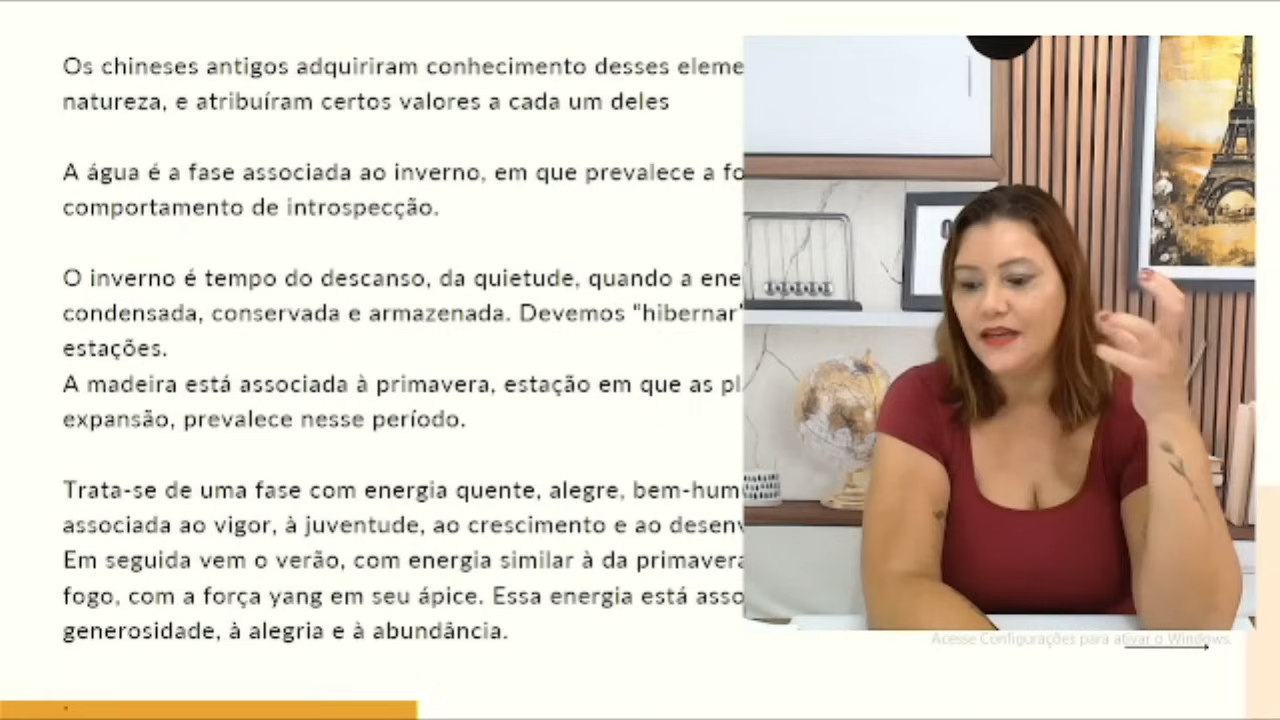 Os chineses antigos adquiriram conhecimento desses eleme
natureza, e atribuíram certos valores a cada um deles
A água é a fase associada ao inverno, em que prevalece a fo
comportamento de introspecção.
O inverno é tempo do descanso, da quietude, quando a ene
condensada, conservada e armazenada. Devemos "hibernar"
estações.
A madeira está associada à primavera, estação em que as pl
expansão, prevalece nesse período.
Trata-se de uma fase com energia quente, alegre, bem-hum
associada ao vigor, à juventude, ao crescimento e ao desenv
Em seguida vem o verão, com energia similar à da primavera
fogo, com a força yang em seu ápice. Essa energia está asso
generosidade, à alegria e à abundância.
Acesse Configurações para ativar o Windows.